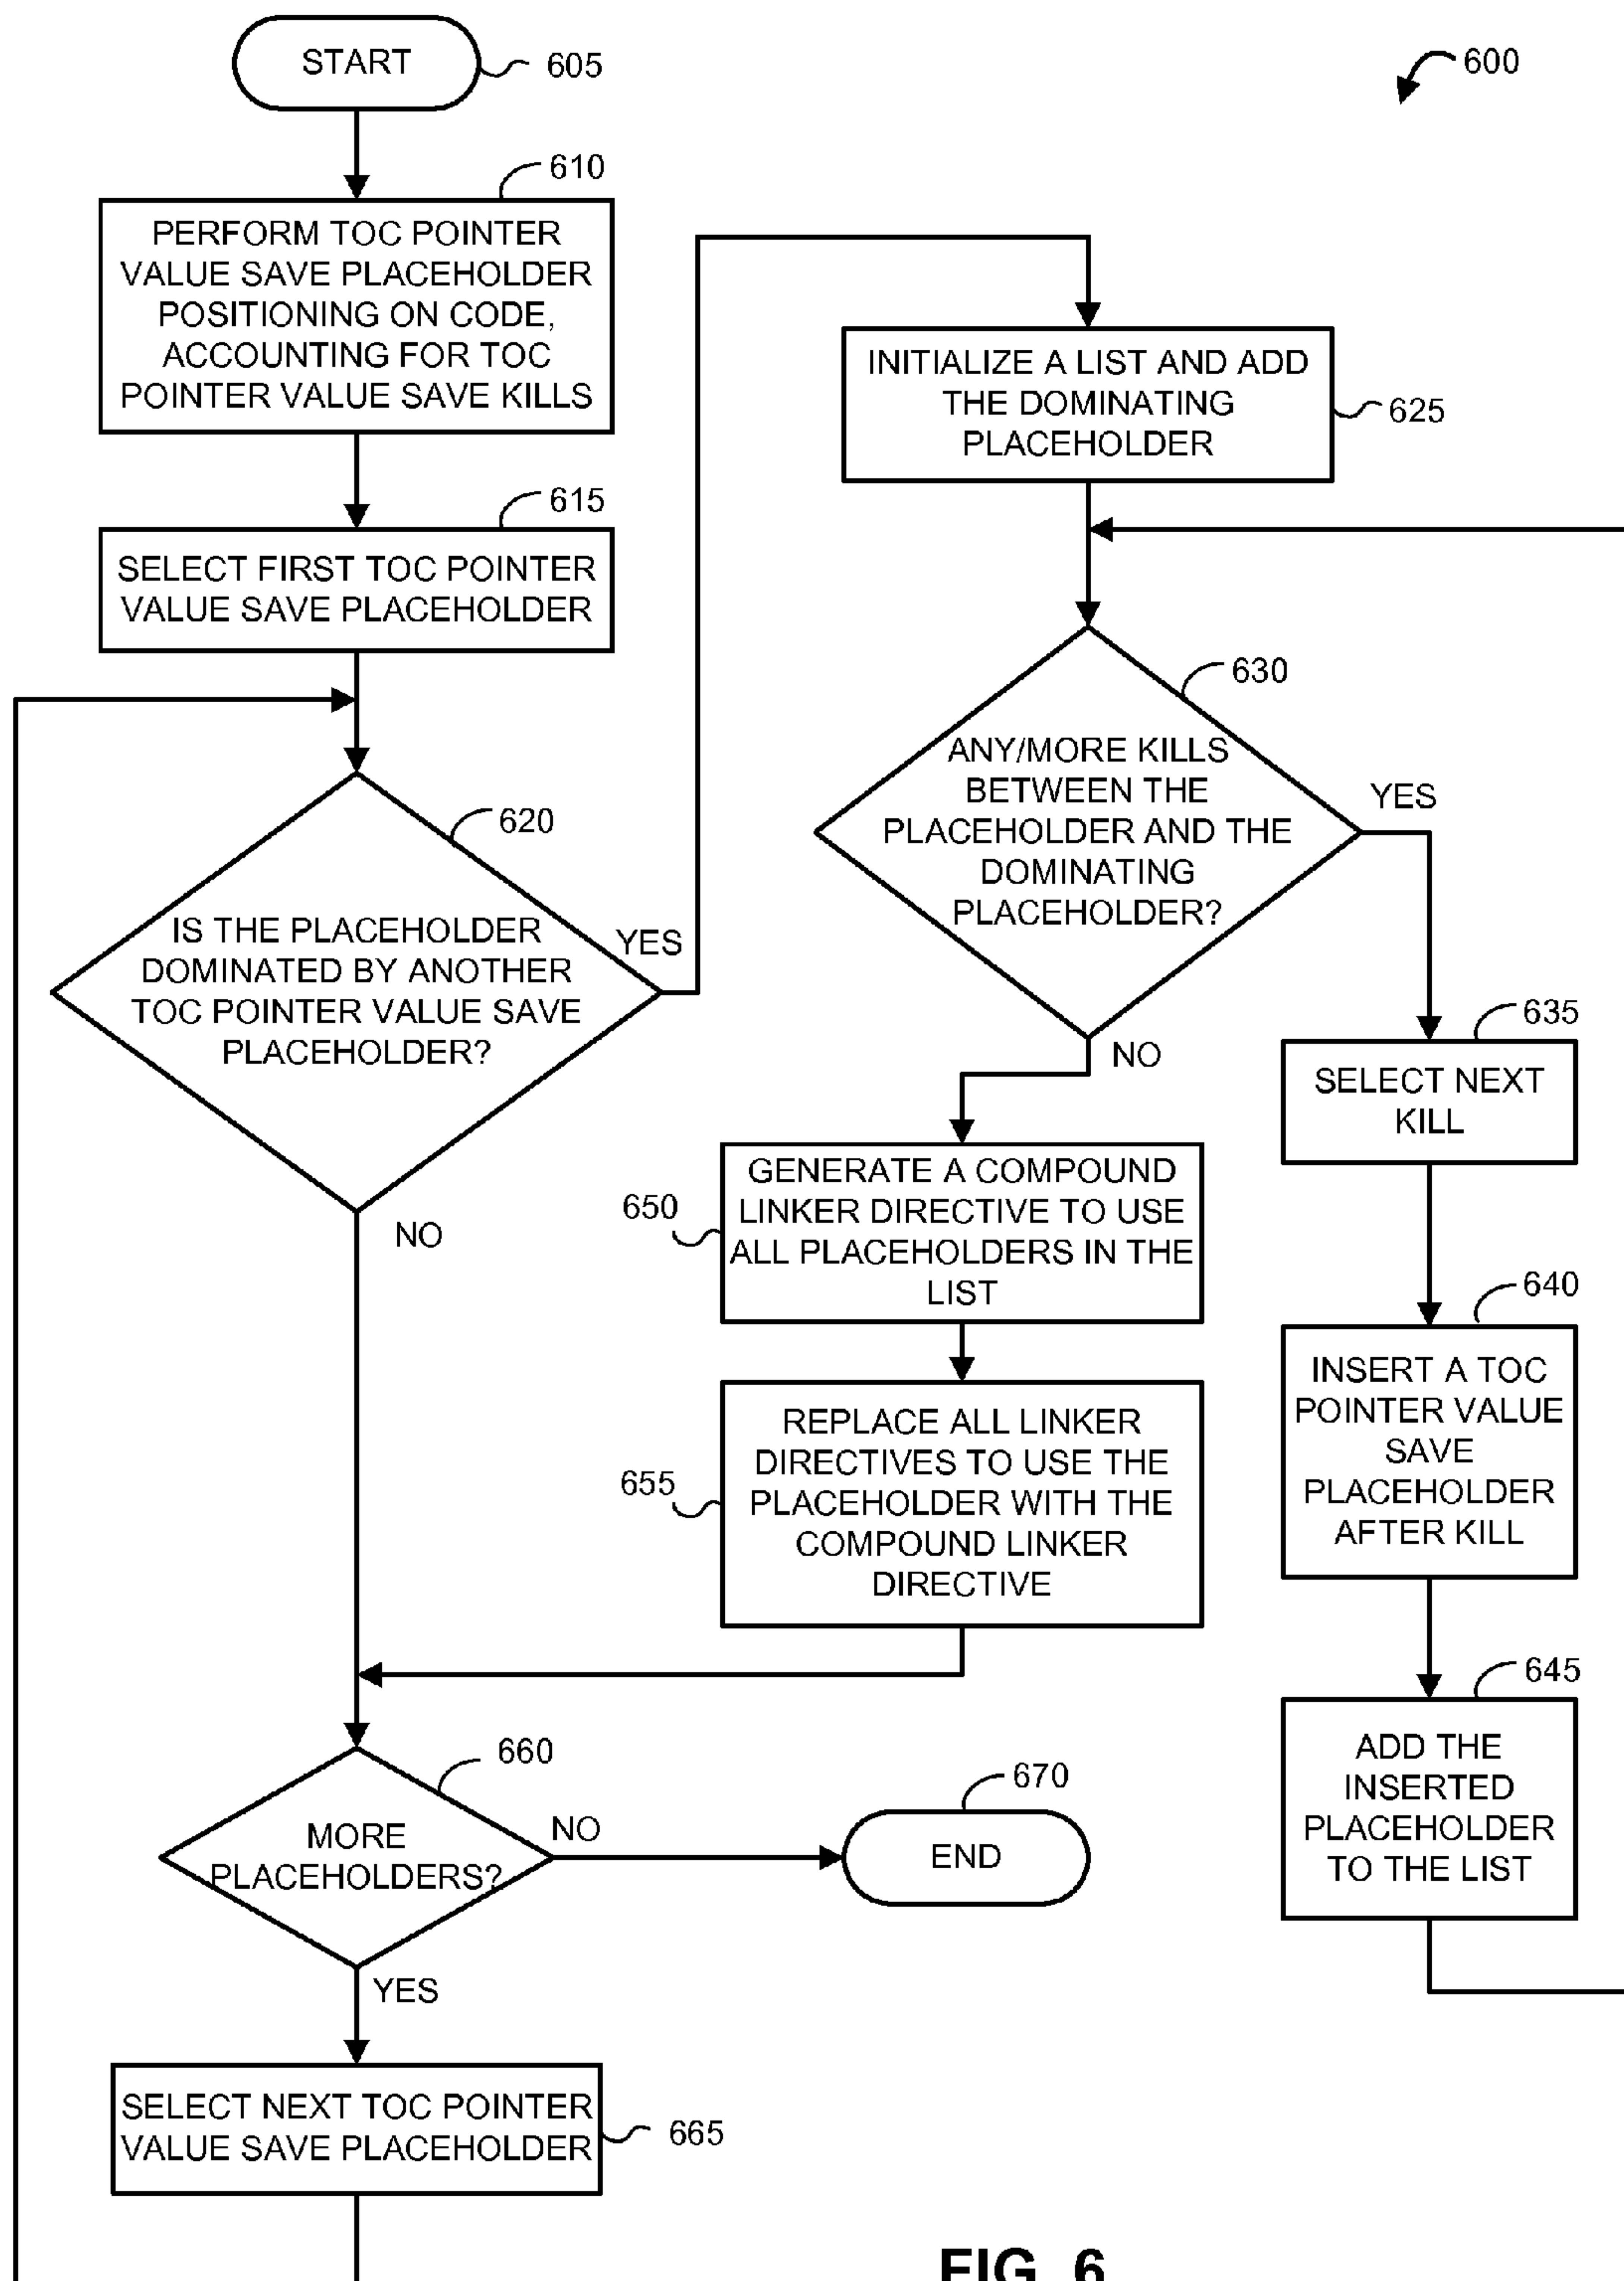 START
605
600
610
PERFORM TOC POINTER
VALUE SAVE PLACEHOLDER
POSITIONING ON CODE,
ACCOUNTING FOR TOC
POINTER VALUE SAVE KILLS
615
SELECT FIRST TOC POINTER
VALUE SAVE PLACEHOLDER
620
IS THE PLACEHOLDER
DOMINATED BY ANOTHER
TOC POINTER VALUE SAVE
PLACEHOLDER?
YES
NO
INITIALIZE A LIST AND ADD
THE DOMINATING
PLACEHOLDER
625
630
ANY/MORE KILLS
BETWEEN THE
PLACEHOLDER AND THE
DOMINATING
PLACEHOLDER?
YES
NO
635
SELECT NEXT
KILL
640
INSERT A TOC
POINTER VALUE
SAVE
PLACEHOLDER
AFTER KILL
645
ADD THE
INSERTED
PLACEHOLDER
TO THE LIST
650
GENERATE A COMPOUND
LINKER DIRECTIVE TO USE
ALL PLACEHOLDERS IN THE
LIST
655
REPLACE ALL LINKER
DIRECTIVES TO USE THE
PLACEHOLDER WITH THE
COMPOUND LINKER
DIRECTIVE
660
MORE
PLACEHOLDERS?
NO
YES
670
END
SELECT NEXT TOC POINTER
VALUE SAVE PLACEHOLDER
665
FIG. 6